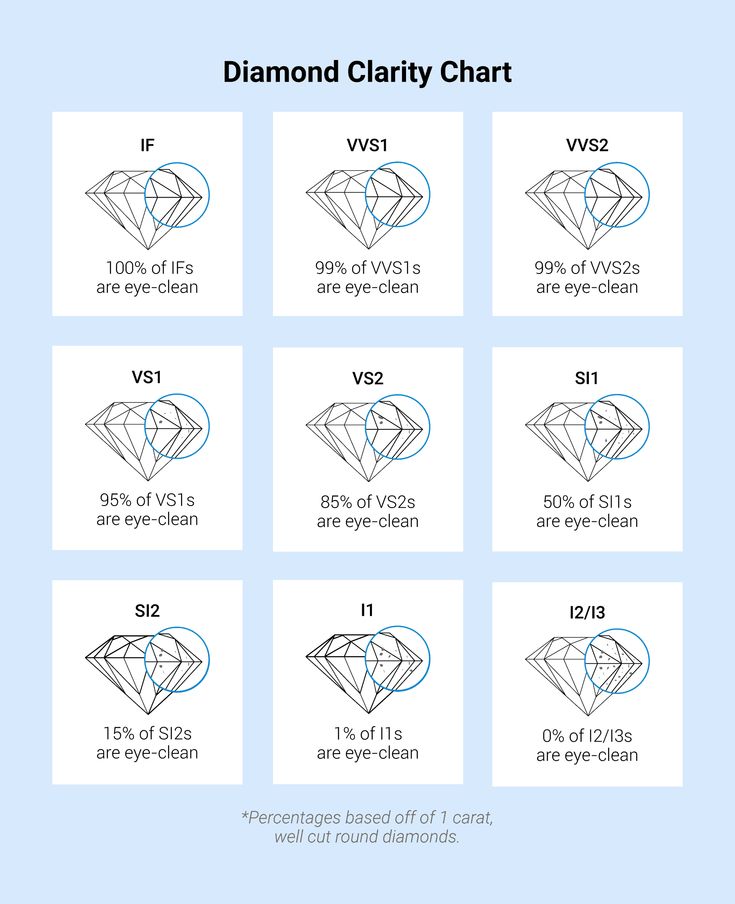 Diamond Clarity Chart
IF
100% of IFs
are eye-clean
VVS1
99% of VVS1s
are eye-clean
VVS2
99% of VVS2s
are eye-clean
VS1
95% of VS1s
are eye-clean
VS2
85% of VS2s
are eye-clean
SI1
50% of SI1s
are eye-clean
SI2
15% of SI2s
are eye-clean
I1
1% of I1s
are eye-clean
I2/I3
0% of I2/I3s
are eye-clean
*Percentages based off of 1 carat,
well cut round diamonds.